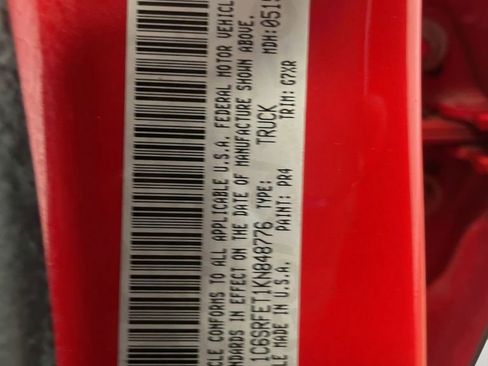 CLE CONFORMS TO ALL APPLICABLE U.S.A. FEDERAL MOTOR VEHICL
NDARDS IN EFFECT ON THE DATE OF MANUFACTURE SHOWN ABOVE.
1C6SRFET1KN848776 TYPE: TRUCK MDH:051
LE MADE IN U.S.A. PAINT: PR4 TRIM: G7XR